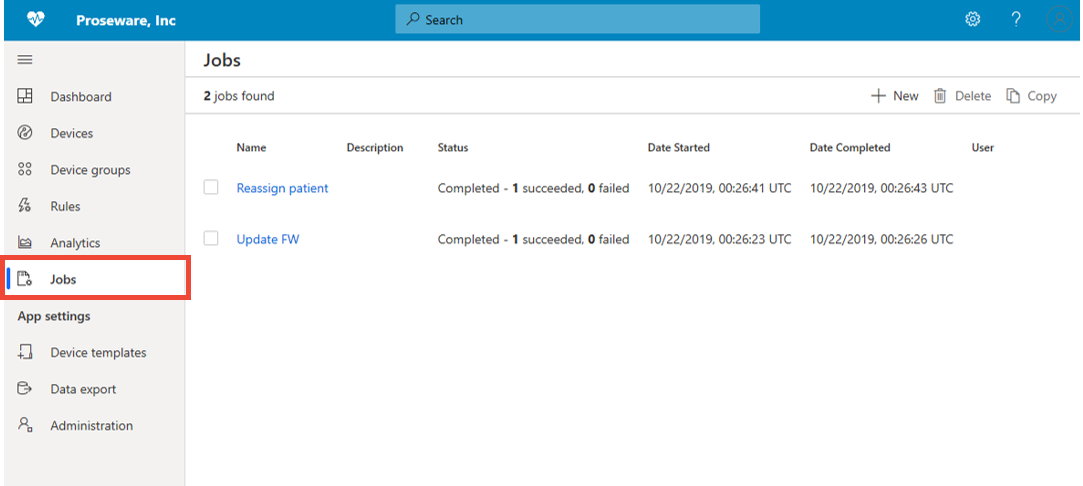 Proseware, Inc
Search
?
Jobs
2 jobs found
New
Delete
Copy
Dashboard
Devices
Device groups
Rules
Analytics
Jobs
App settings
Device templates
Data export
Administration
Name Description Status Date Started Date Completed User
Reassign patient Completed - 1 succeeded, 0 failed 10/22/2019, 00:26:41 UTC 10/22/2019, 00:26:43 UTC
Update FW Completed - 1 succeeded, 0 failed 10/22/2019, 00:26:23 UTC 10/22/2019, 00:26:26 UTC